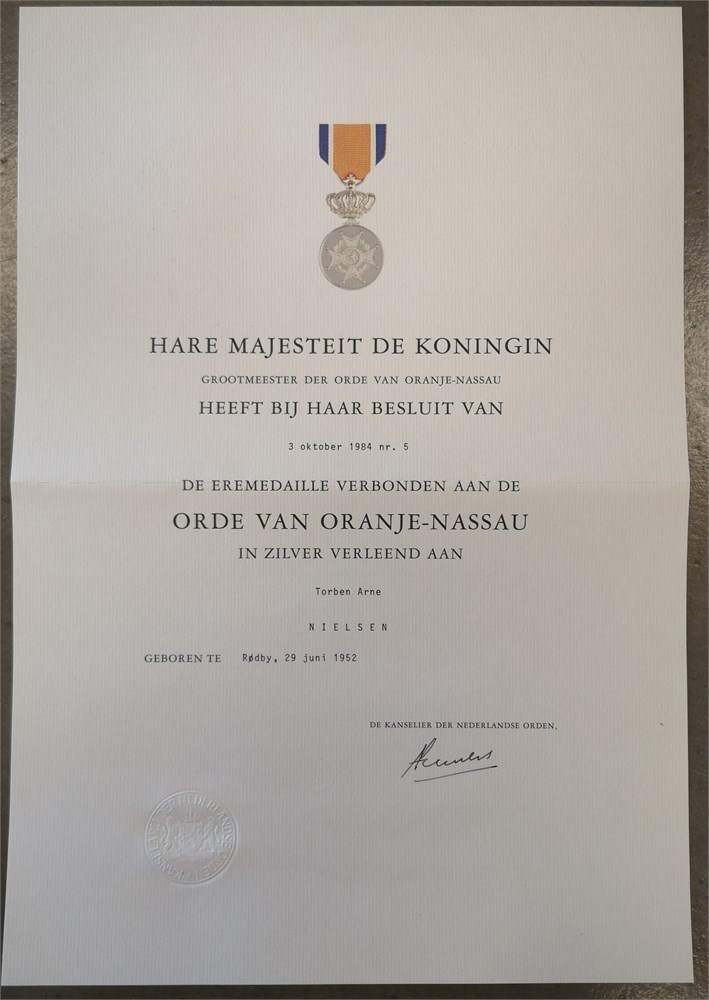 HARE MAJESTEIT DE KONINGIN
GROOTMEESTER DER ORDE VAN ORANJE-NASSAU
HEEFT BIJ HAAR BESLUIT VAN
3 oktober 1984 nr. 5
DE EREMEDAILLE VERBONDEN AAN DE
ORDE VAN ORANJE-NASSAU
IN ZILVER VERLEEND AAN
Torben Arne
NIELSEN
GEBOREN TE Rødby, 29 juni 1952
DE KANSELIER DER NEDERLANDSE ORDEN,